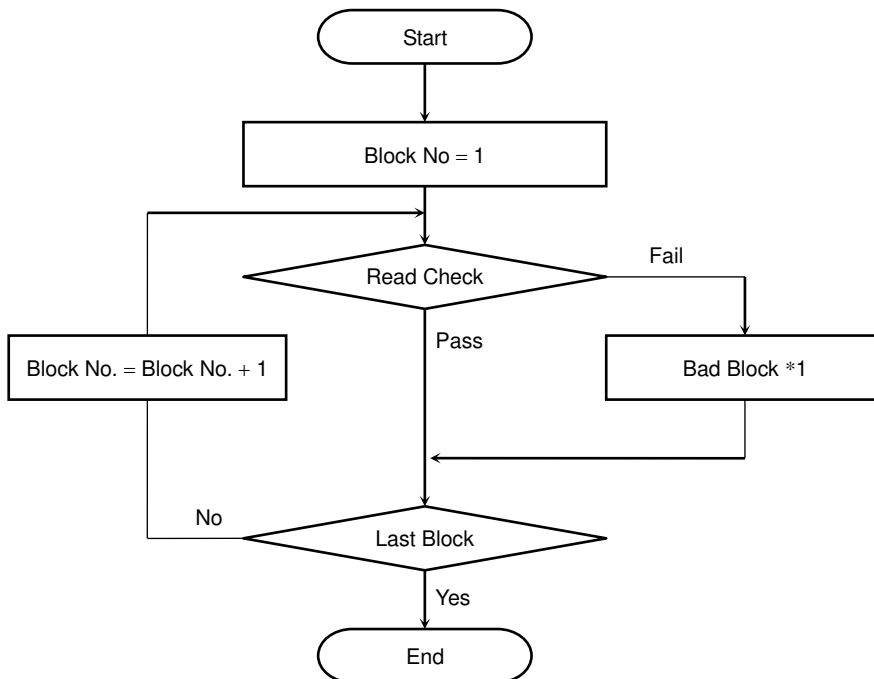 Start
Block No = 1
Read Check
Fail
Pass
Block No. = Block No. + 1
Bad Block *1
No
Last Block
Yes
End